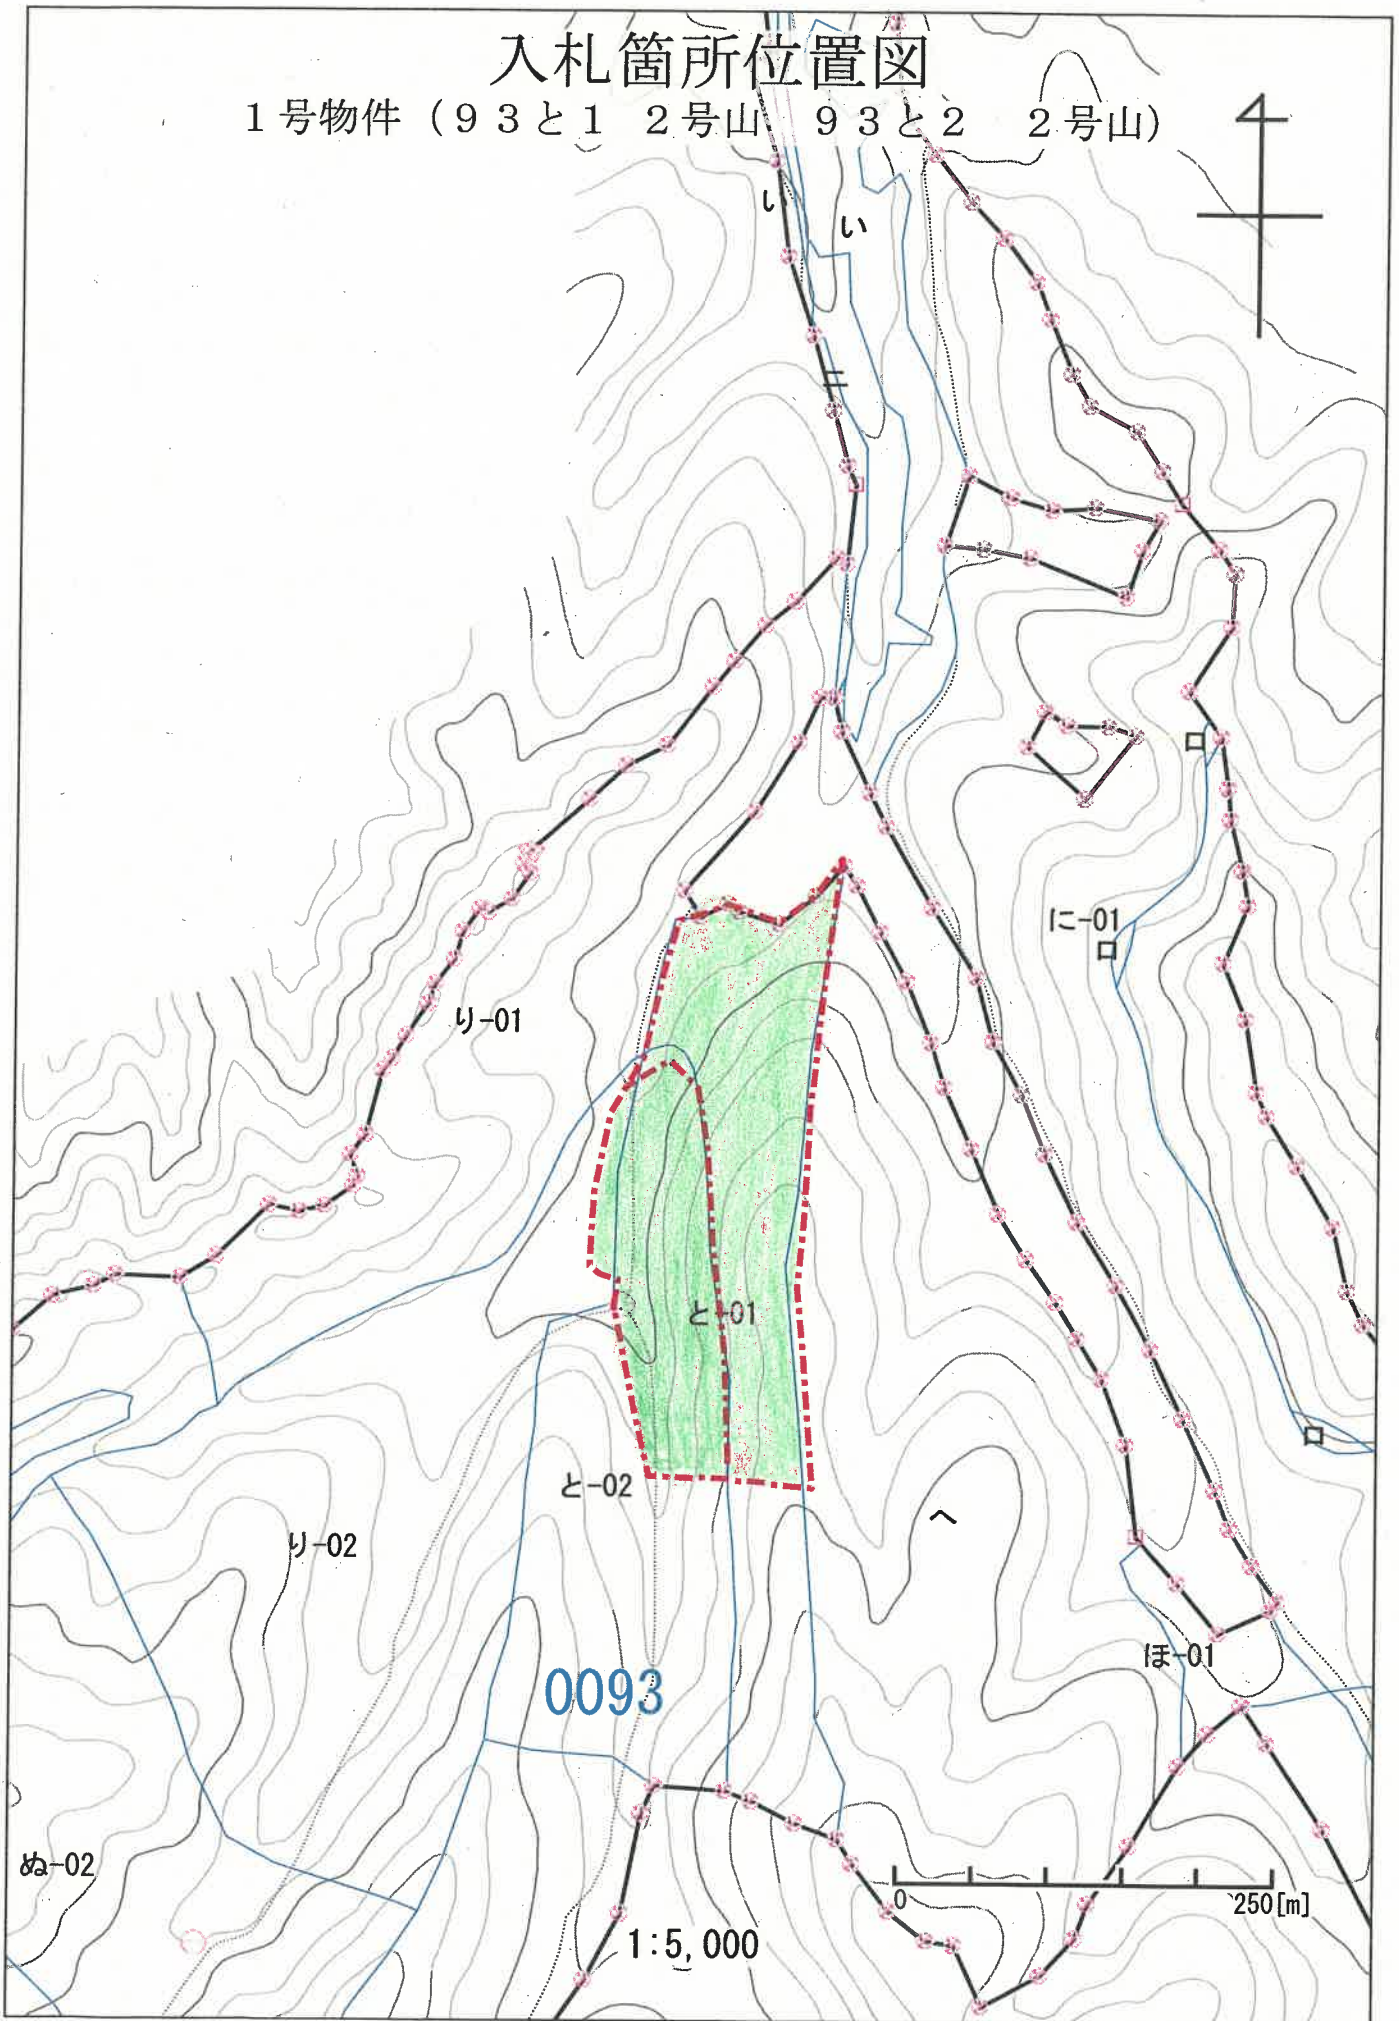 入札箇所位置図
1号物件（93と1　2号山　93と2　2号山）
い
い
ニ
ロ
に-01
ロ
り-01
と-01
ロ
と-02
へ
り-02
ほ-01
0093
ぬ-02
0
250[m]
1:5,000